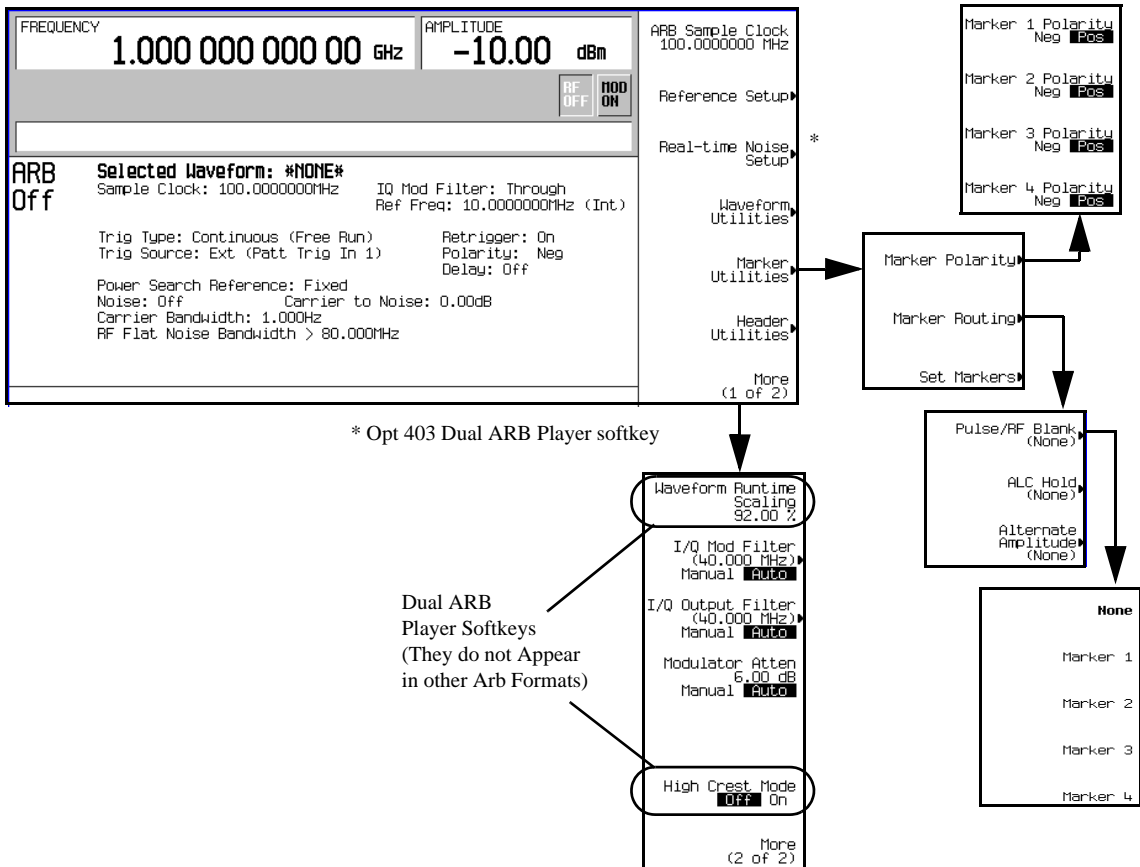 FREQUENCY
1.000 000 000 00 GHz
AMPLITUDE
-10.00 dBm
RF OFF
MOD ON
ARB Off
Selected Waveform: *NONE*
Sample Clock: 100.0000000MHz IQ Mod Filter: Through
Ref Freq: 10.0000000MHz (Int)
Trig Type: Continuous (Free Run) Retrigger: On
Trig Source: Ext (Patt Trig In 1) Polarity: Neg
Delay: Off
Power Search Reference: Fixed
Noise: Off Carrier to Noise: 0.00dB
Carrier Bandwidth: 1.000Hz
RF Flat Noise Bandwidth > 80.000MHz
ARB Sample Clock
100.0000000 MHz
Reference Setup
Real-time Noise
Setup
*
Waveform
Utilities
Marker
Utilities
Header
Utilities
More
(1 of 2)
Marker 1 Polarity
Neg Pos
Marker 2 Polarity
Neg Pos
Marker 3 Polarity
Neg Pos
Marker 4 Polarity
Neg Pos
Marker Polarity
Marker Routing
Set Markers
* Opt 403 Dual ARB Player softkey
Pulse/RF Blank
(None)
ALC Hold
(None)
Alternate
Amplitude
(None)
Waveform Runtime
Scaling
92.00 %
I/Q Mod Filter
(40.000 MHz)
Manual Auto
I/Q Output Filter
(40.000 MHz)
Manual Auto
Modulator Atten
6.00 dB
Manual Auto
High Crest Mode
Off On
More
(2 of 2)
Dual ARB
Player Softkeys
(They do not Appear
in other Arb Formats)
None
Marker 1
Marker 2
Marker 3
Marker 4